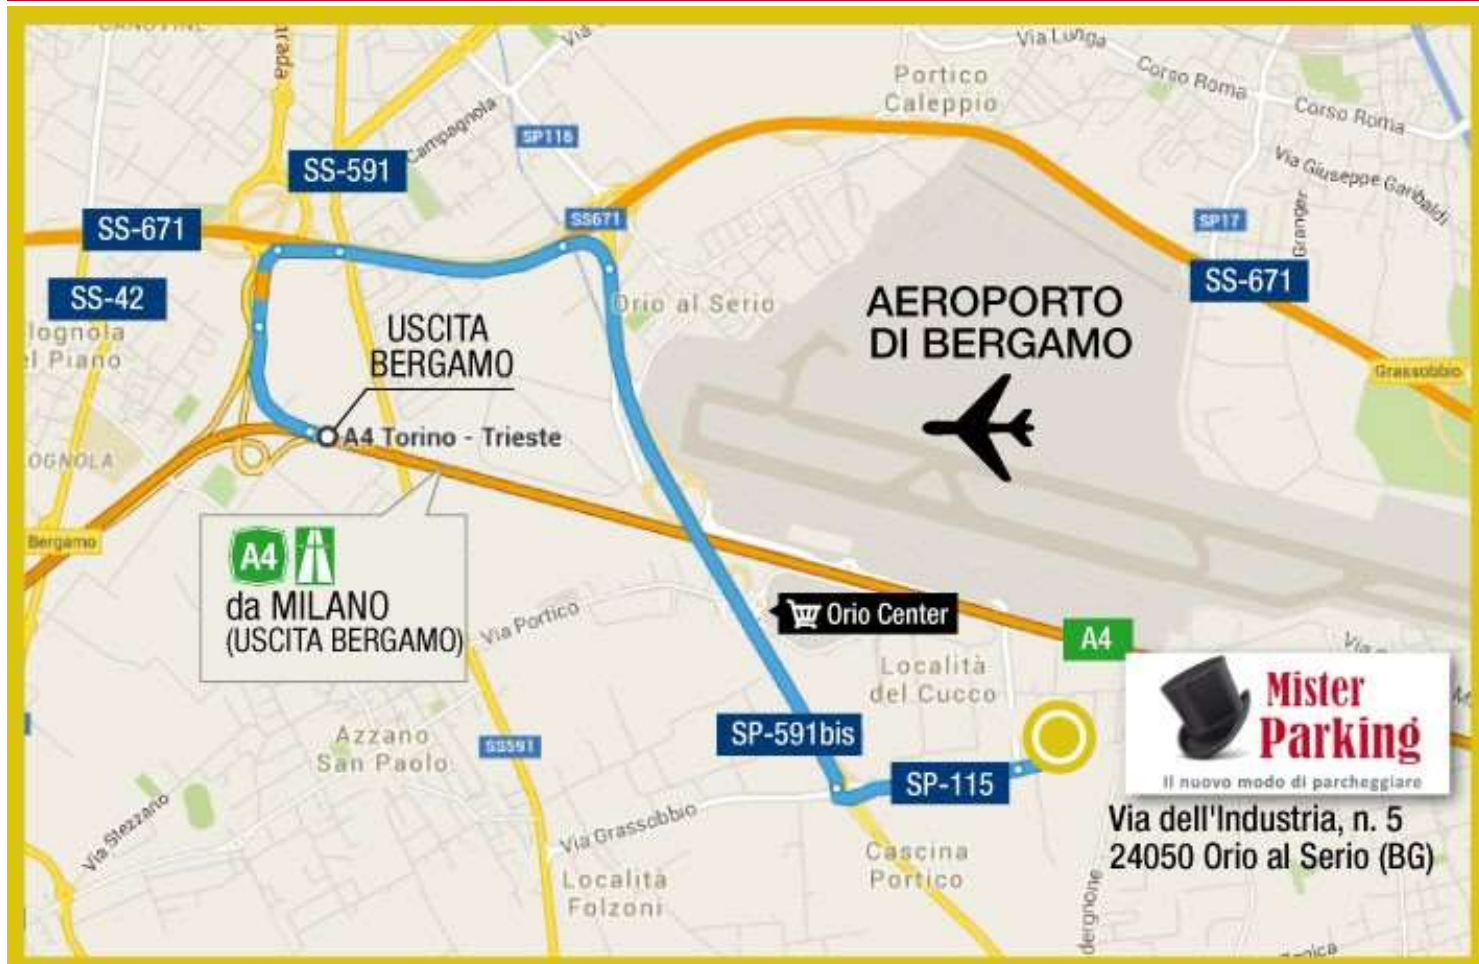 Via Lunga
Portico
Caleppio
Corso Roma
Corso Roma
Campagnola
SP116
Via Giuseppe Garibaldi
SS-591
SS-671
SS671
SP17
Granger
SS-42
SS-671
Orio al Serio
AEROPORTO
DI BERGAMO
USCITA
BERGAMO
Grassobbio
A4 Torino - Trieste
OGNOLA
Bergamo
A4
da MILANO
(USCITA BERGAMO)
Via Portico
Orio Center
A4
Località
del Cucco
Mister
Parking
Il nuovo modo di parcheggiare
Azzano
San Paolo
SS591
SP-591bis
SP-115
Via dell'Industria, n. 5
24050 Orio al Serio (BG)
Via Stezzano
Via Grassobbio
Località
Folzoni
Cascina
Portico
dergnone